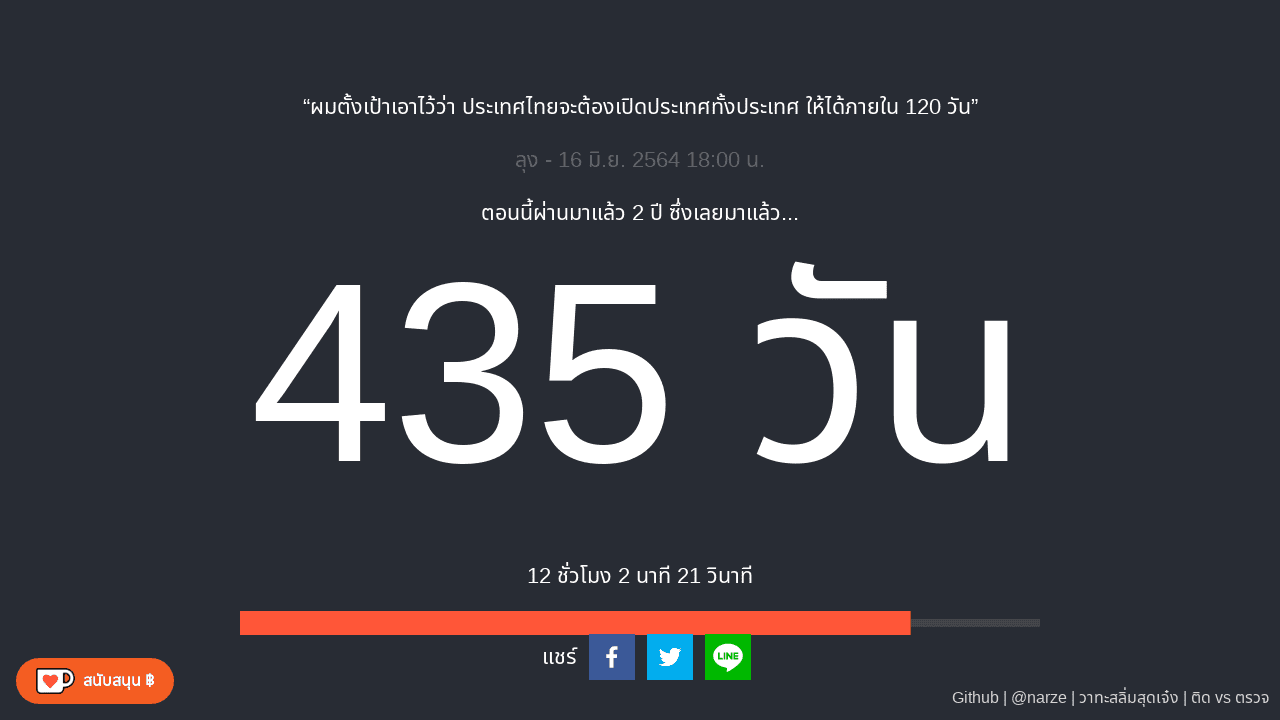 “ผมตั้งเป้าเอาไว้ว่า ประเทศไทยจะต้องเปิดประเทศทั้งประเทศ ให้ได้ภายใน 120 วัน”
ลุง - 16 มิ.ย. 2564 18:00 น.
ตอนนี้ผ่านมาแล้ว 2 ปี ซึ่งเลยมาแล้ว...
435 วัน
12 ชั่วโมง 2 นาที 21 วินาที
แชร์
LINE
สนับสนุน ฿
Github | @narze | วาทะสลิ่มสุดเจ๋ง | ติด vs ตรวจ